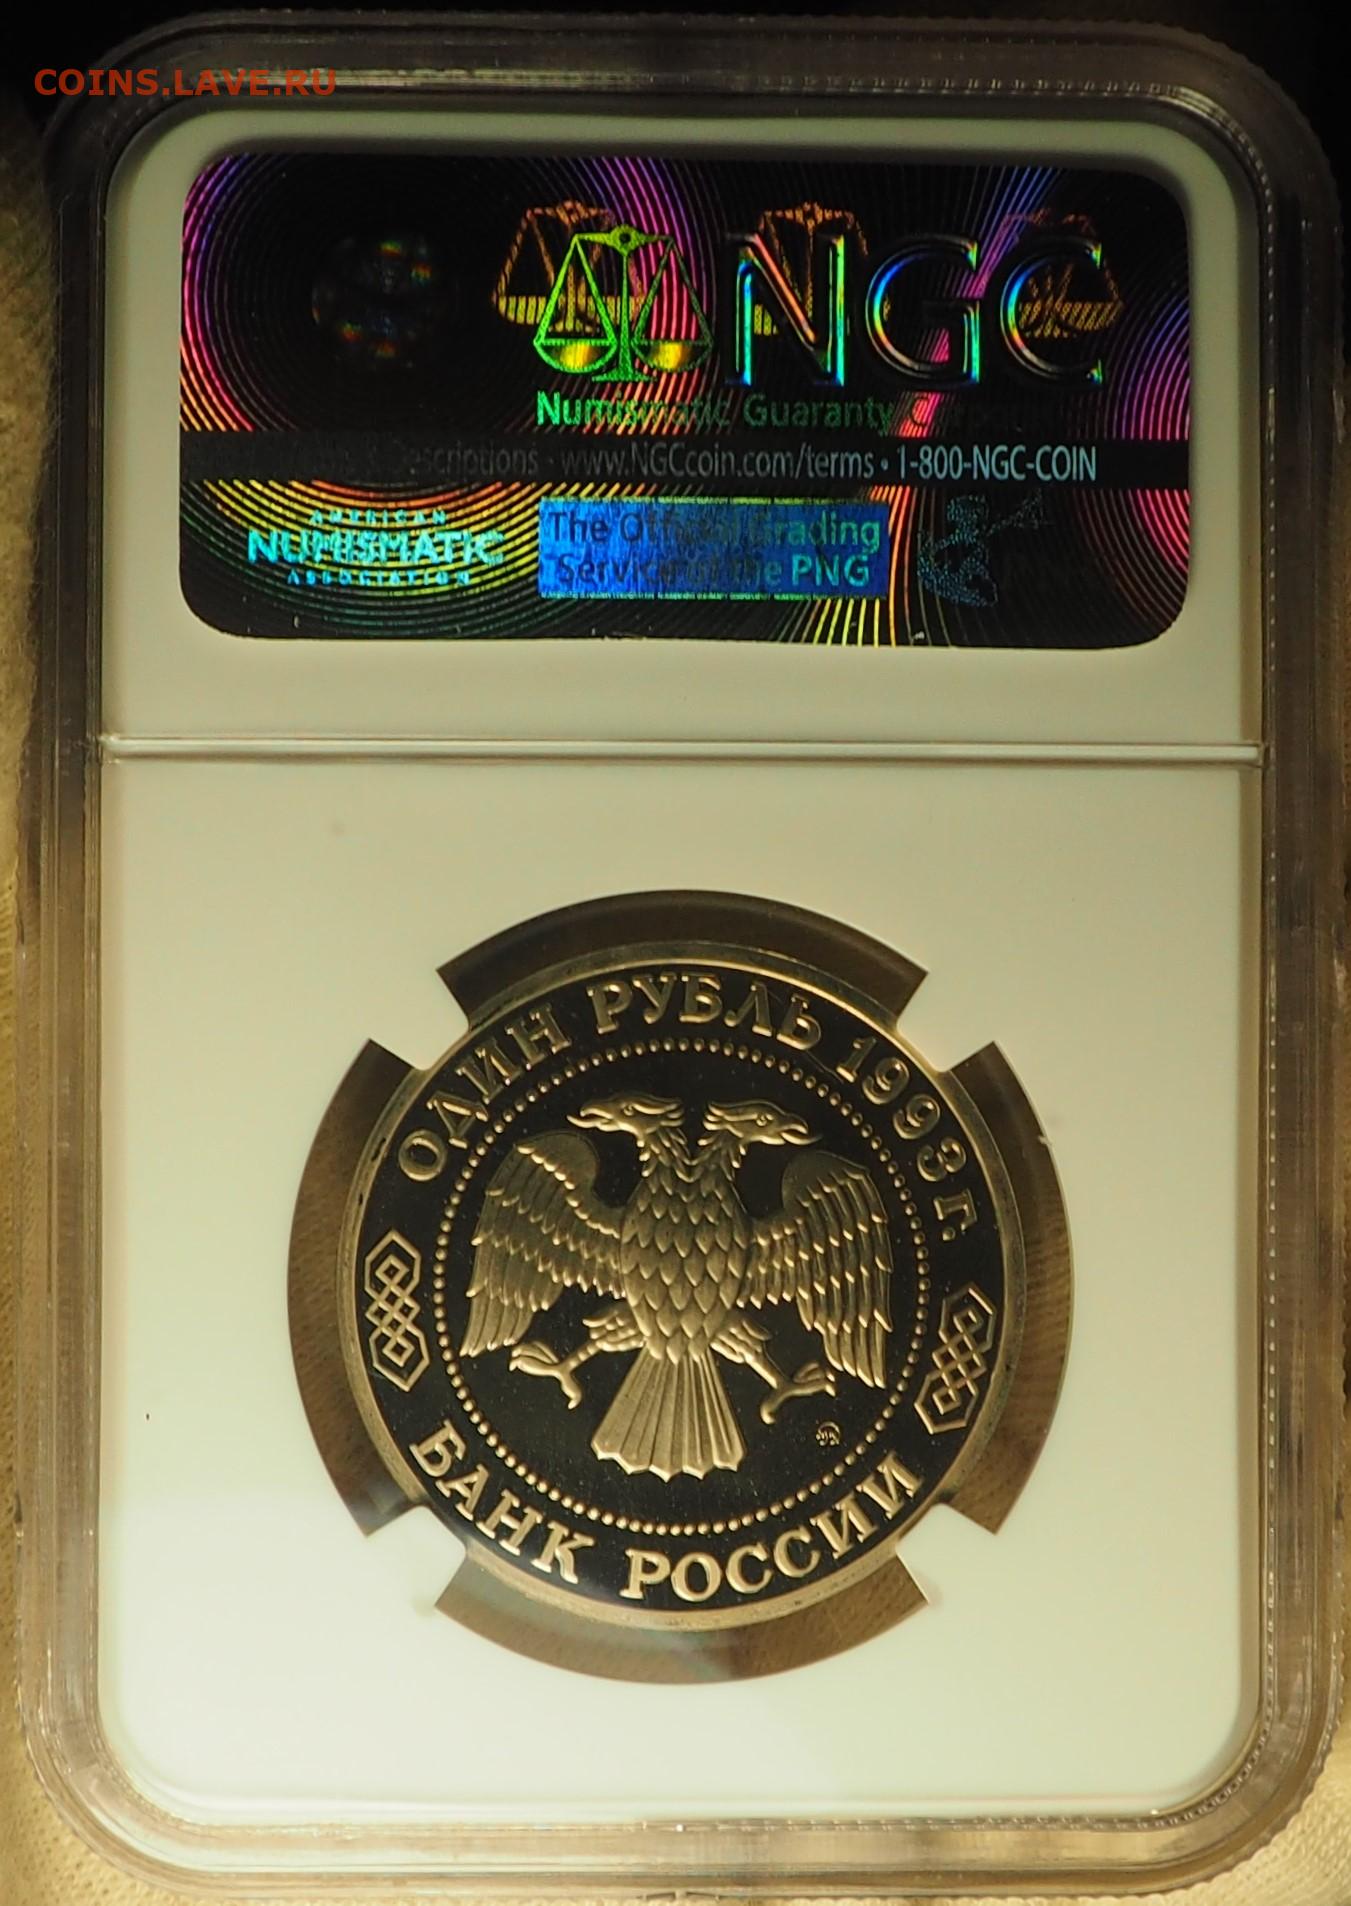 COINS.LAVE.RU
NGC
Numismatic Guaranty
Descriptions • www.NGCcoin.com/terms • 1-800-NGC-COIN
AMERICAN
NUMISMATIC
ASSOCIATION
The Official Grading
Service of the PNG
ОДИН РУБЛЬ 1993 г.
БАНК РОССИИ